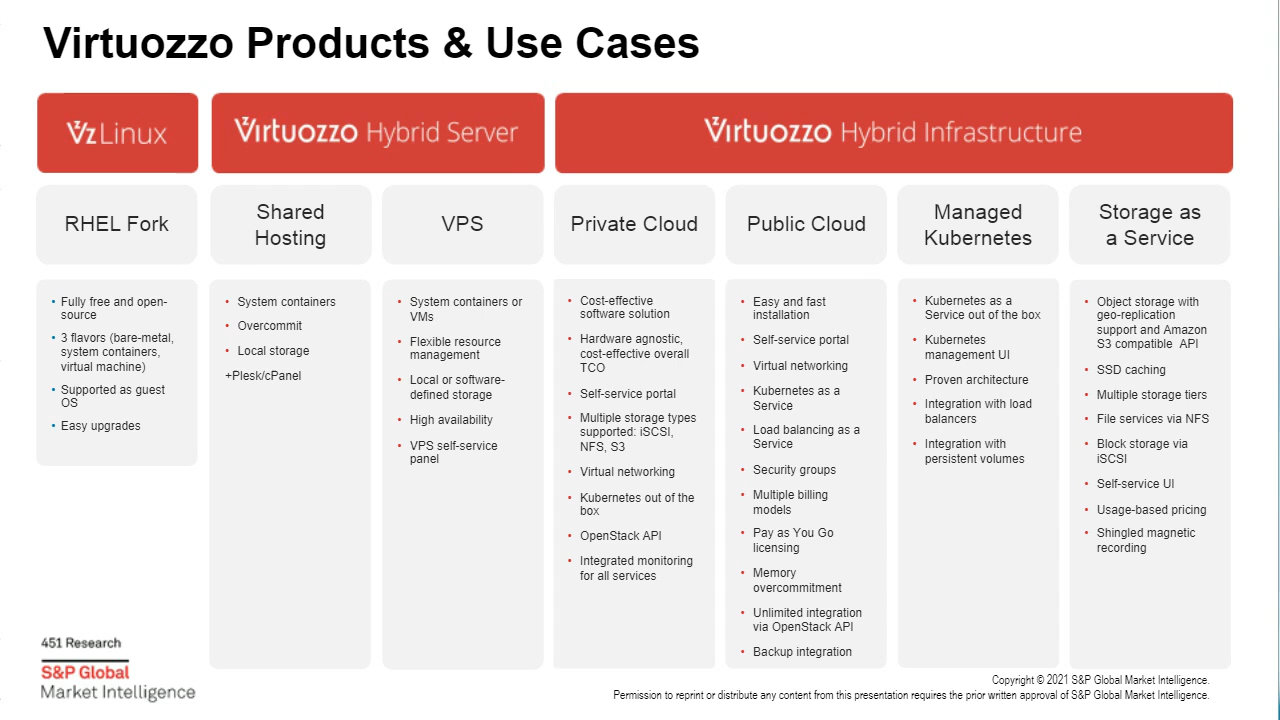 Virtuozzo Products & Use Cases
VzLinux
Virtuozzo Hybrid Server
Virtuozzo Hybrid Infrastructure
RHEL Fork
Shared
Hosting
VPS
Private Cloud
Public Cloud
Managed
Kubernetes
Storage as
a Service
• Fully free and open-
source
• 3 flavors (bare-metal,
system containers,
virtual machine)
• Supported as guest
OS
• Easy upgrades
• System containers
• Overcommit
• Local storage
+Plesk/cPanel
• System containers or
VMs
• Flexible resource
management
• Local or software-
defined storage
• High availability
• VPS self-service
panel
• Cost-effective
software solution
• Hardware agnostic,
cost-effective overall
TCO
• Self-service portal
• Multiple storage types
supported: iSCSI,
NFS, S3
• Virtual networking
• Kubernetes out of the
box
• OpenStack API
• Integrated monitoring
for all services
• Easy and fast
installation
• Self-service portal
• Virtual networking
• Kubernetes as a
Service
• Load balancing as a
Service
• Security groups
• Multiple billing
models
• Pay as You Go
licensing
• Memory
overcommitment
• Unlimited integration
via OpenStack API
• Backup integration
• Kubernetes as a
Service out of the box
• Kubernetes
management UI
• Proven architecture
• Integration with load
balancers
• Integration with
persistent volumes
• Object storage with
geo-replication
support and Amazon
S3 compatible API
• SSD caching
• Multiple storage tiers
• File services via NFS
• Block storage via
iSCSI
• Self-service UI
• Usage-based pricing
• Shingled magnetic
recording
451 Research
S&P Global
Market Intelligence
Copyright © 2021 S&P Global Market Intelligence.
Permission to reprint or distribute any content from this presentation requires the prior written approval of S&P Global Market Intelligence.